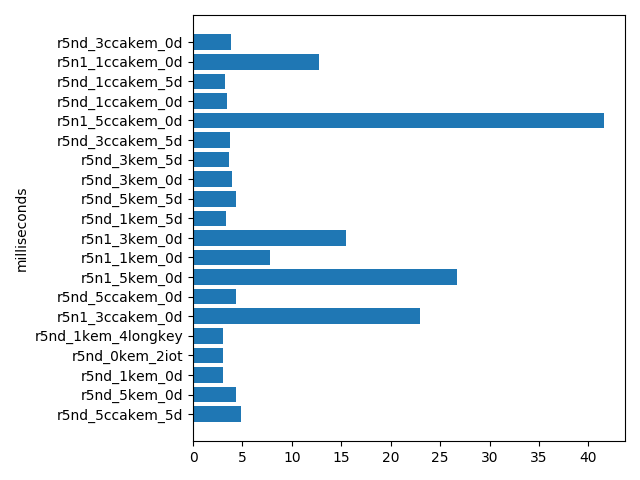 r5nd_3ccakem_0d
r5n1_1ccakem_0d
r5nd_1ccakem_5d
r5nd_1ccakem_0d
r5n1_5ccakem_0d
r5nd_3ccakem_5d
r5nd_3kem_5d
r5nd_3kem_0d
r5nd_5kem_5d
r5nd_1kem_5d
r5n1_3kem_0d
r5n1_1kem_0d
r5n1_5kem_0d
r5nd_5ccakem_0d
r5n1_3ccakem_0d
r5nd_1kem_4longkey
r5nd_0kem_2iot
r5nd_1kem_0d
r5nd_5kem_0d
r5nd_5ccakem_5d
milliseconds
0 5 10 15 20 25 30 35 40